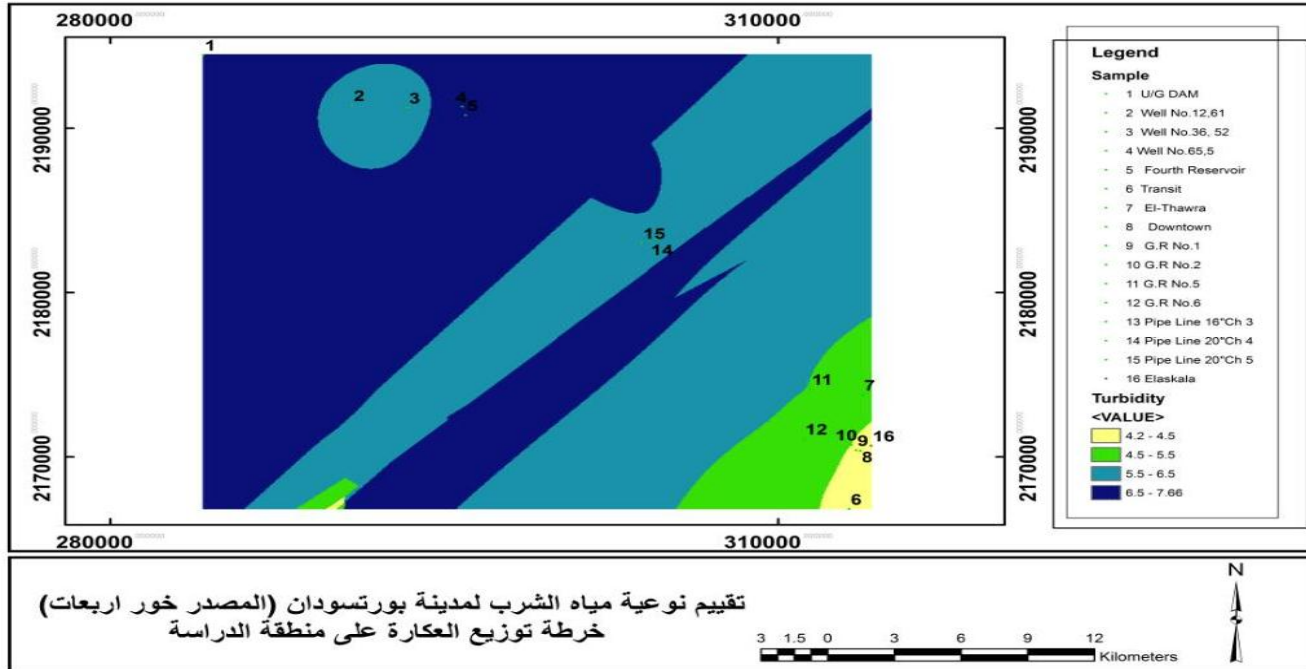 280000
310000
2190000
2180000
2170000
2190000
2180000
2170000
280000
310000
1
2
3
4
5
15
14
11
7
12
10
9
16
8
6
Legend
Sample
1 U/G DAM
2 Well No.12,61
3 Well No.36, 52
4 Well No.65,5
5 Fourth Reservoir
6 Transit
7 El-Thawra
8 Downtown
9 G.R No.1
10 G.R No.2
11 G.R No.5
12 G.R No.6
13 Pipe Line 16"Ch 3
14 Pipe Line 20"Ch 4
15 Pipe Line 20"Ch 5
16 Elaskala
Turbidity
<VALUE>
4.2 - 4.5
4.5 - 5.5
5.5 - 6.5
6.5 - 7.66
تقييم نوعية مياه الشرب لمدينة بورتسودان (المصدر خور اربعات)
خرطة توزيع العكارة على منطقة الدراسة
N
3 1.5 0 3 6 9 12
Kilometers